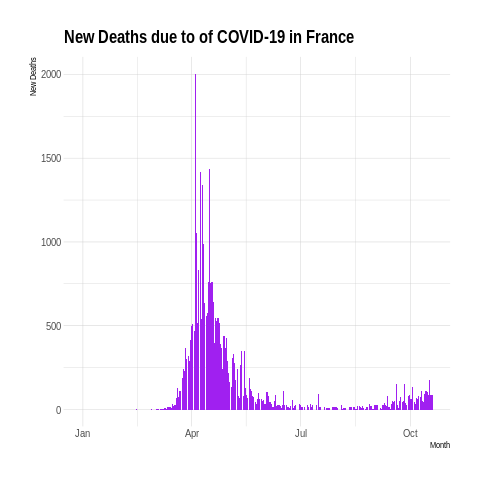 New Deaths due to of COVID-19 in France
New Deaths
2000
1500
1000
500
0
Jan Apr Jul Oct
Month